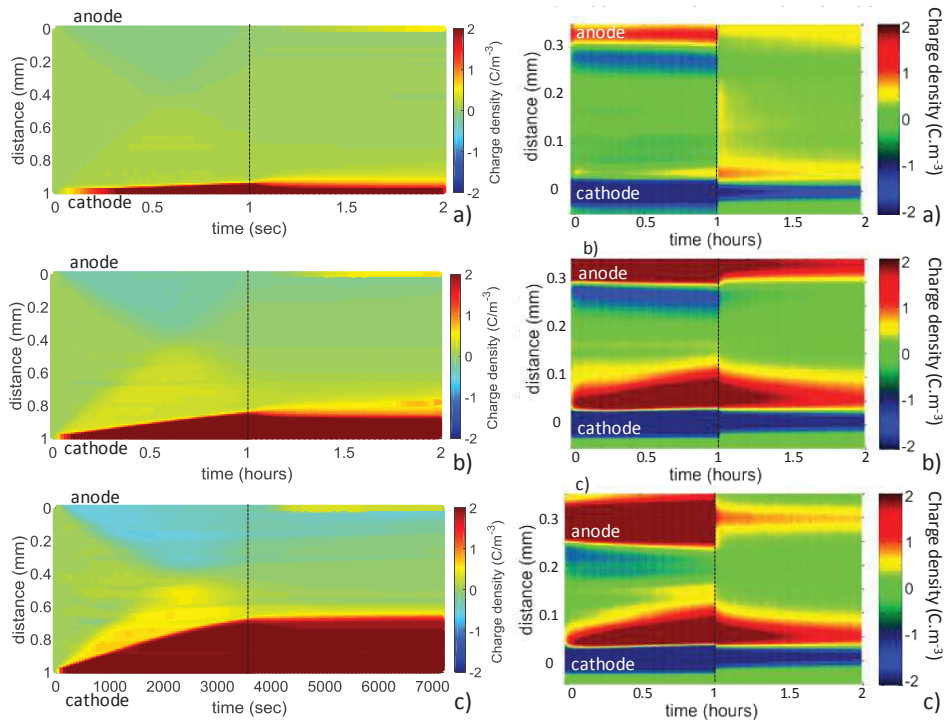 anode
0
0.2
0.4
0.6
0.8
1
distance (mm)
cathode
0 0.5 1 1.5 2
time (sec)
2
1
0
-1
-2
Charge density (C/m⁻³)
a)
anode
0.3
0.2
0.1
0
distance (mm)
cathode
0 0.5 1 1.5 2
time (hours)
2
1
0
-1
-2
Charge density (C.m⁻³)
a)
anode
0
0.2
0.4
0.6
0.8
1
distance (mm)
cathode
0 0.5 1 1.5 2
time (hours)
2
1
0
-1
-2
Charge density (C/m⁻³)
b)
b)
anode
0.3
0.2
0.1
0
distance (mm)
cathode
0 0.5 1 1.5 2
time (hours)
2
1
0
-1
-2
Charge density (C.m⁻³)
b)
anode
0
0.2
0.4
0.6
0.8
1
distance (mm)
cathode
0 1000 2000 3000 4000 5000 6000 7000
time (sec)
2
1
0
-1
-2
Charge density (C/m⁻³)
c)
c)
anode
0.3
0.2
0.1
0
distance (mm)
cathode
0 0.5 1 1.5 2
time (hours)
2
1
0
-1
-2
Charge density (C.m⁻³)
c)